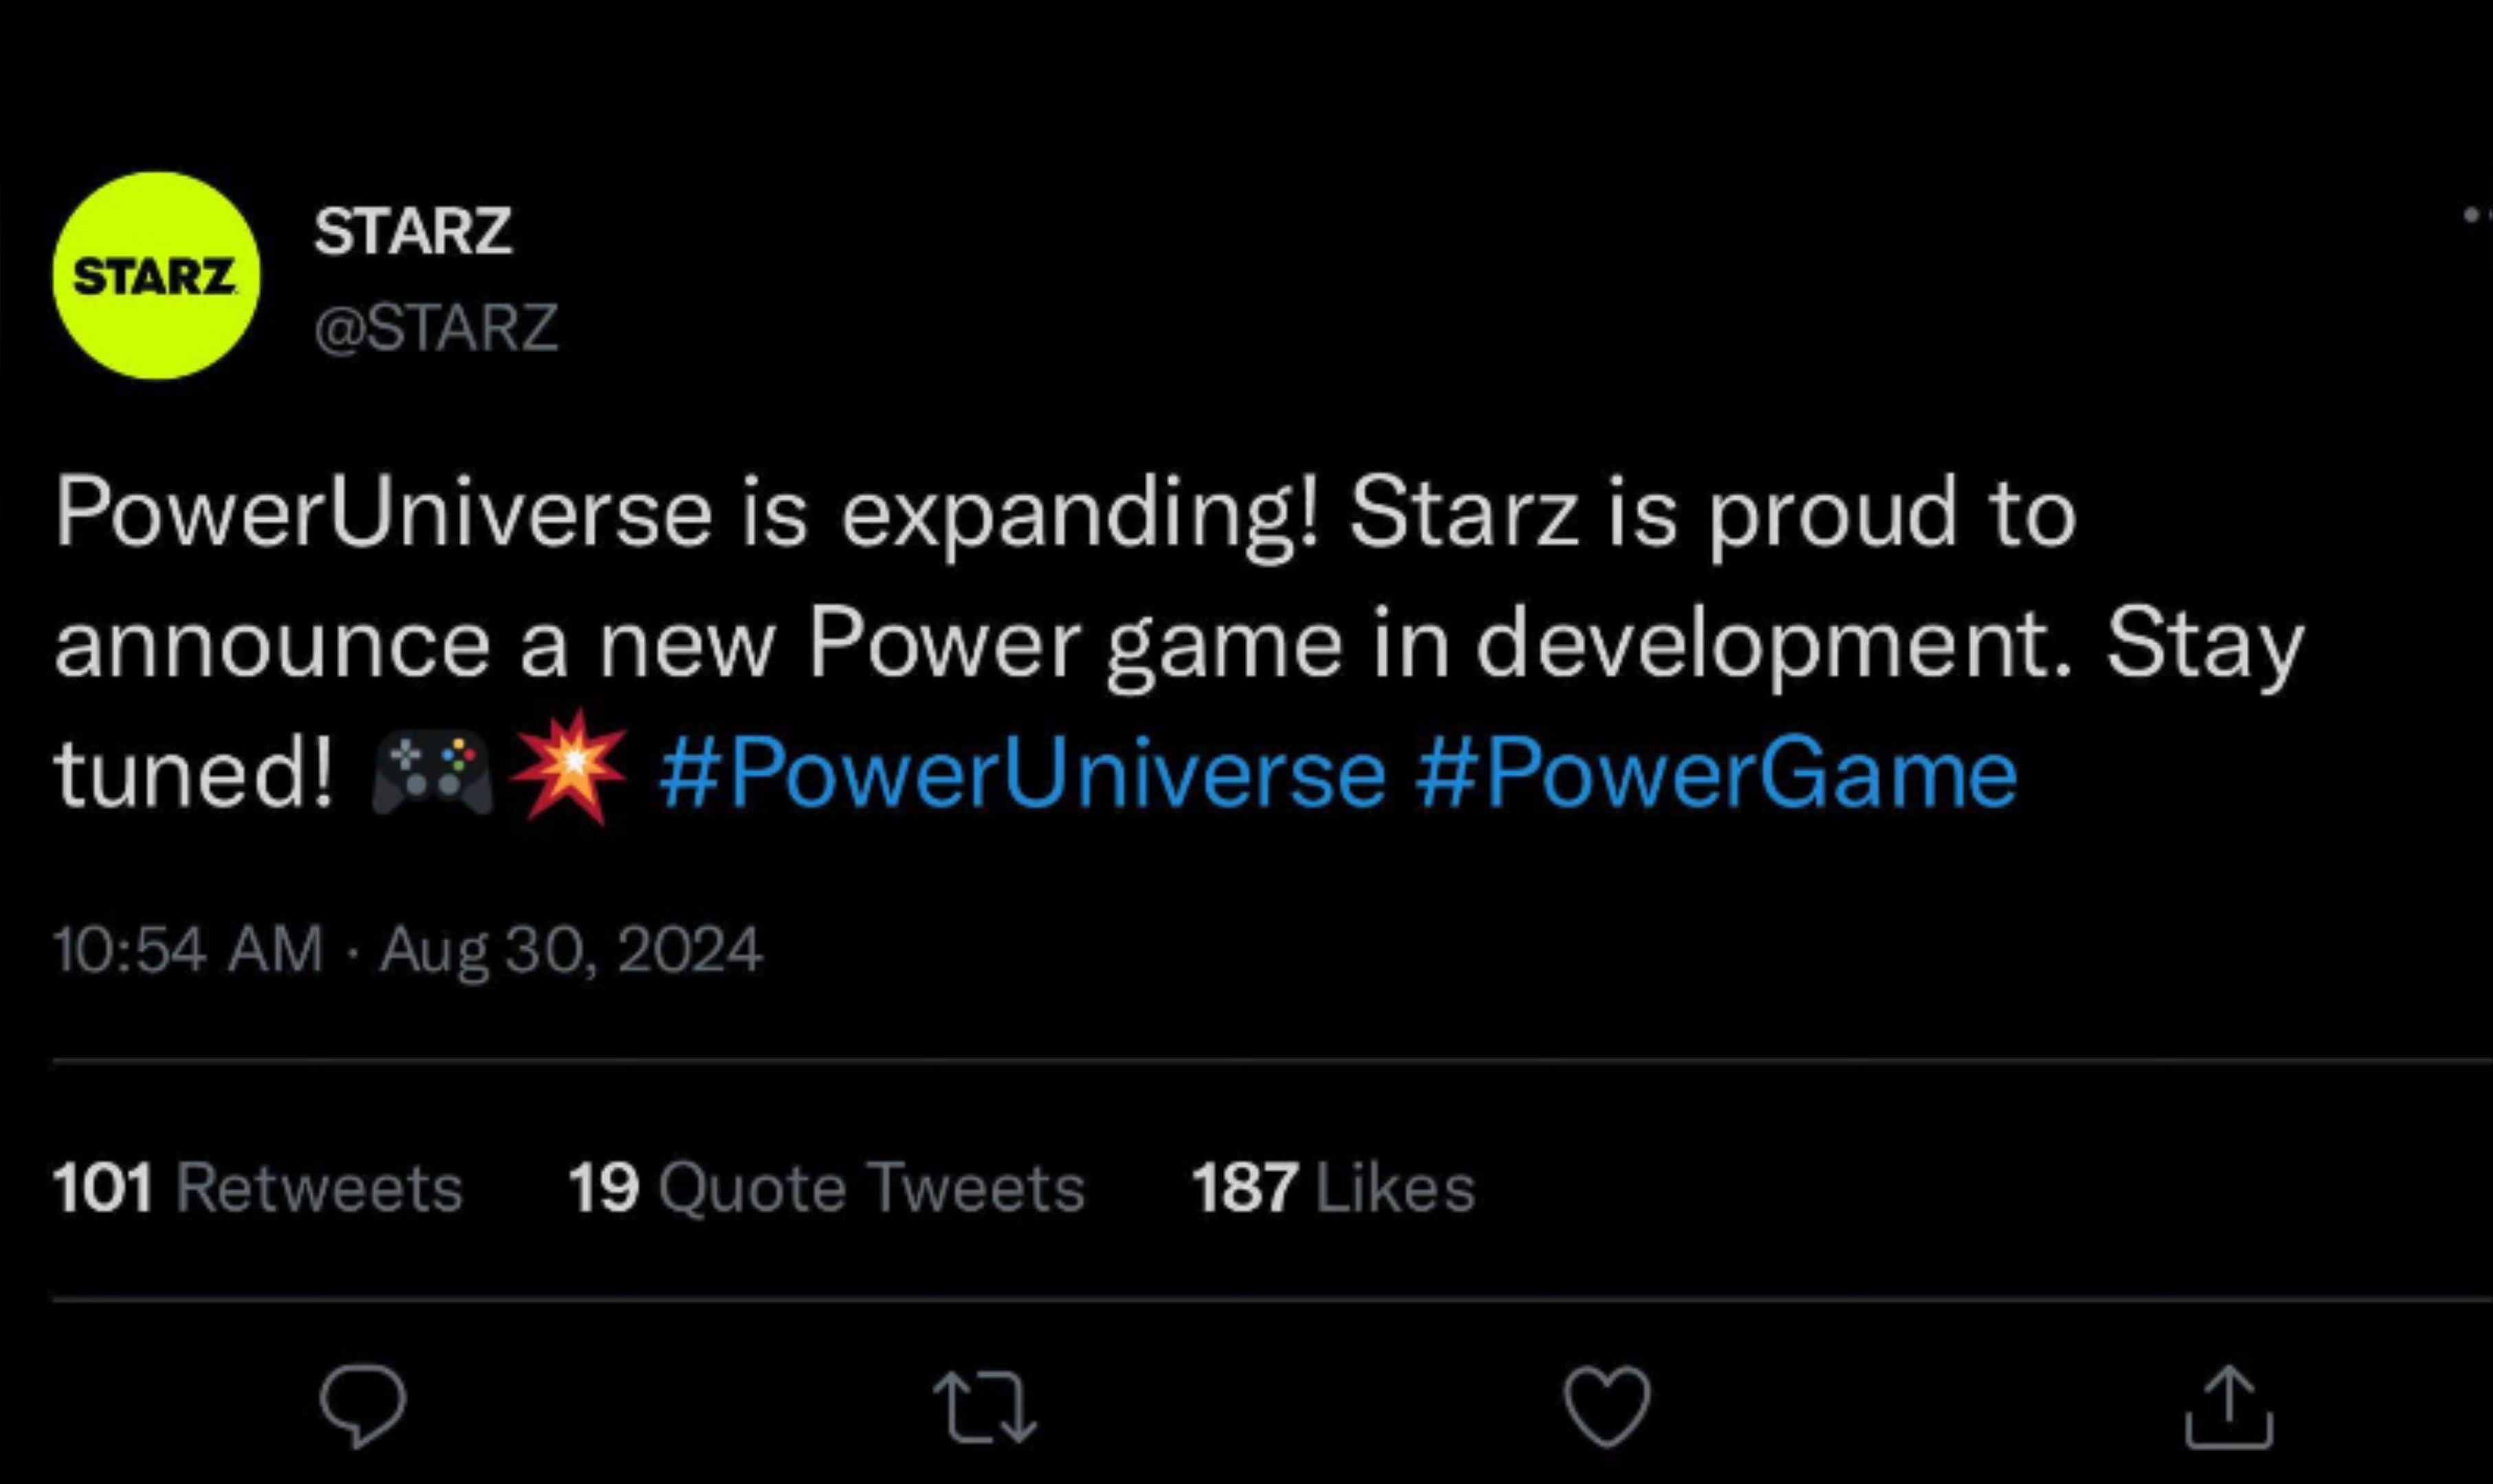 STARZ
STARZ
@STARZ
PowerUniverse is expanding! Starz is proud to
announce a new Power game in development. Stay
tuned! 🎮💥 #PowerUniverse #PowerGame
10:54 AM · Aug 30, 2024
101 Retweets 19 Quote Tweets 187 Likes